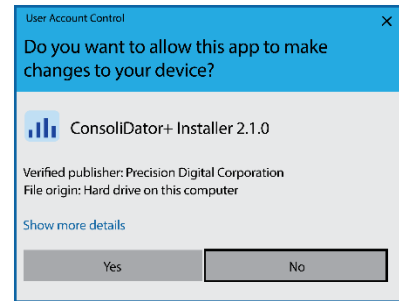 User Account Control
Do you want to allow this app to make
changes to your device?
ConsoliDator+ Installer 2.1.0
Verified publisher: Precision Digital Corporation
File origin: Hard drive on this computer
Show more details
Yes
No